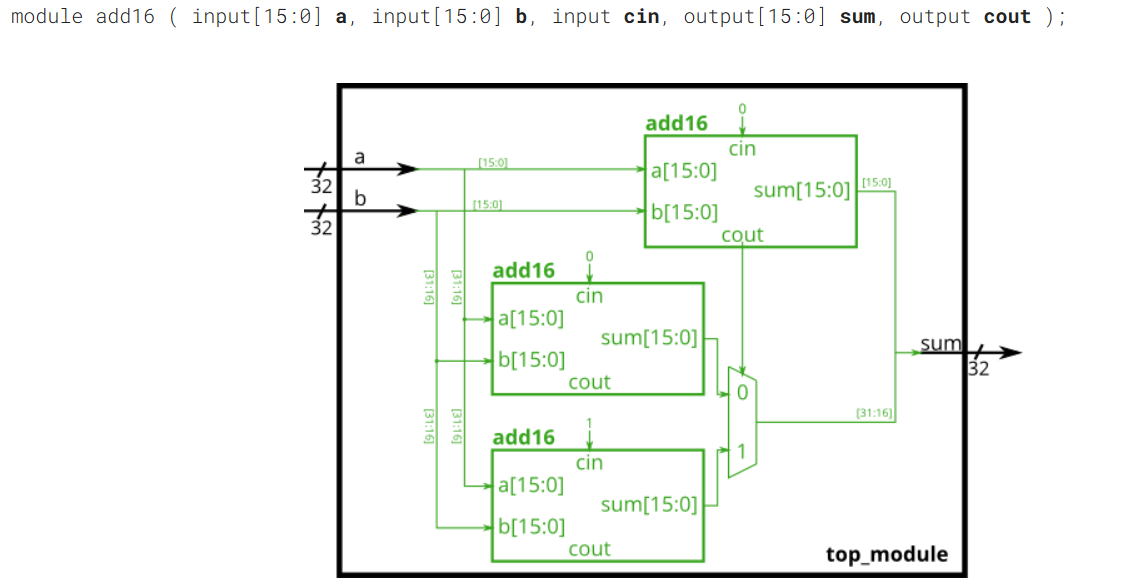 module add16 ( input[15:0] a, input[15:0] b, input cin, output[15:0] sum, output cout );
0
add16
cin
a
[15:0]
a[15:0]
32
sum[15:0]
[15:0]
b
[15:0]
b[15:0]
32
cout
0
add16
[31:16]
[31:16]
cin
a[15:0]
sum[15:0]
sum
b[15:0]
32
cout
0
[31:16]
[31:16]
[31:16]
1
add16
1
cin
a[15:0]
sum[15:0]
b[15:0]
cout
top_module